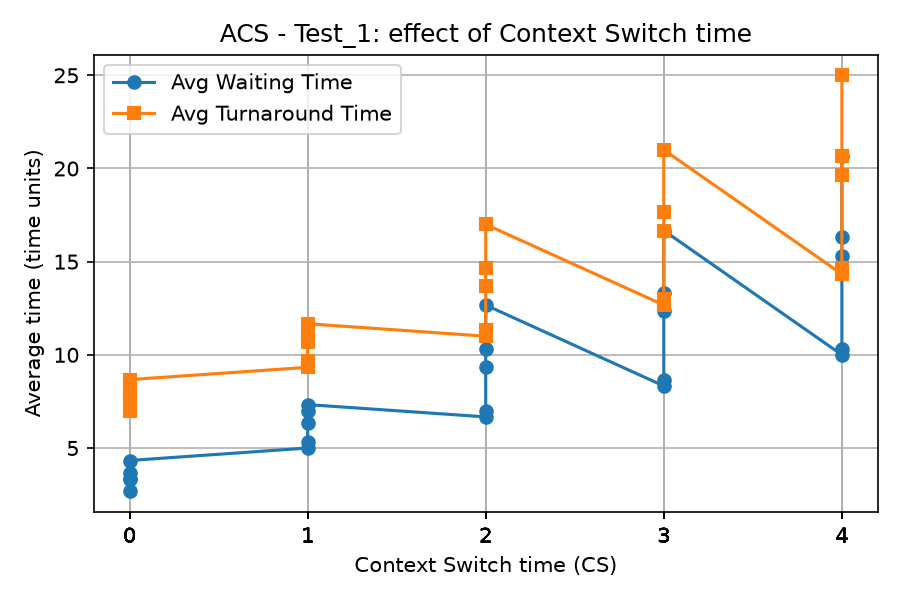 ACS - Test_1: effect of Context Switch time
Avg Waiting Time
Avg Turnaround Time
Average time (time units)
25
20
15
10
5
0 1 2 3 4
Context Switch time (CS)